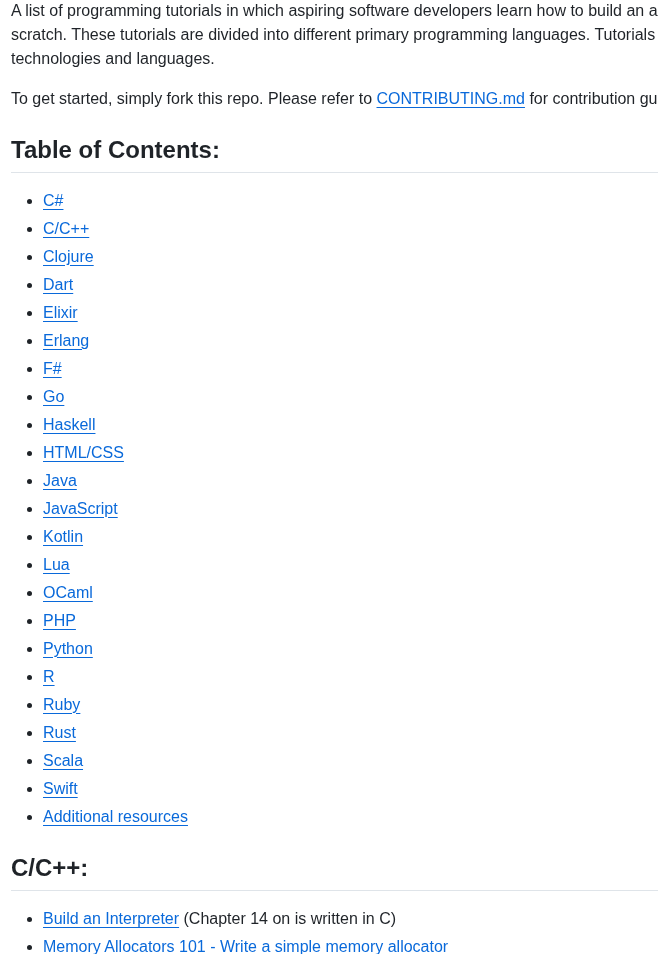 A list of programming tutorials in which aspiring software developers learn how to build an a
scratch. These tutorials are divided into different primary programming languages. Tutorials
technologies and languages.
To get started, simply fork this repo. Please refer to CONTRIBUTING.md for contribution gu
Table of Contents:
C#
C/C++
Clojure
Dart
Elixir
Erlang
F#
Go
Haskell
HTML/CSS
Java
JavaScript
Kotlin
Lua
OCaml
PHP
Python
R
Ruby
Rust
Scala
Swift
Additional resources
C/C++:
Build an Interpreter (Chapter 14 on is written in C)
Memory Allocators 101 - Write a simple memory allocator